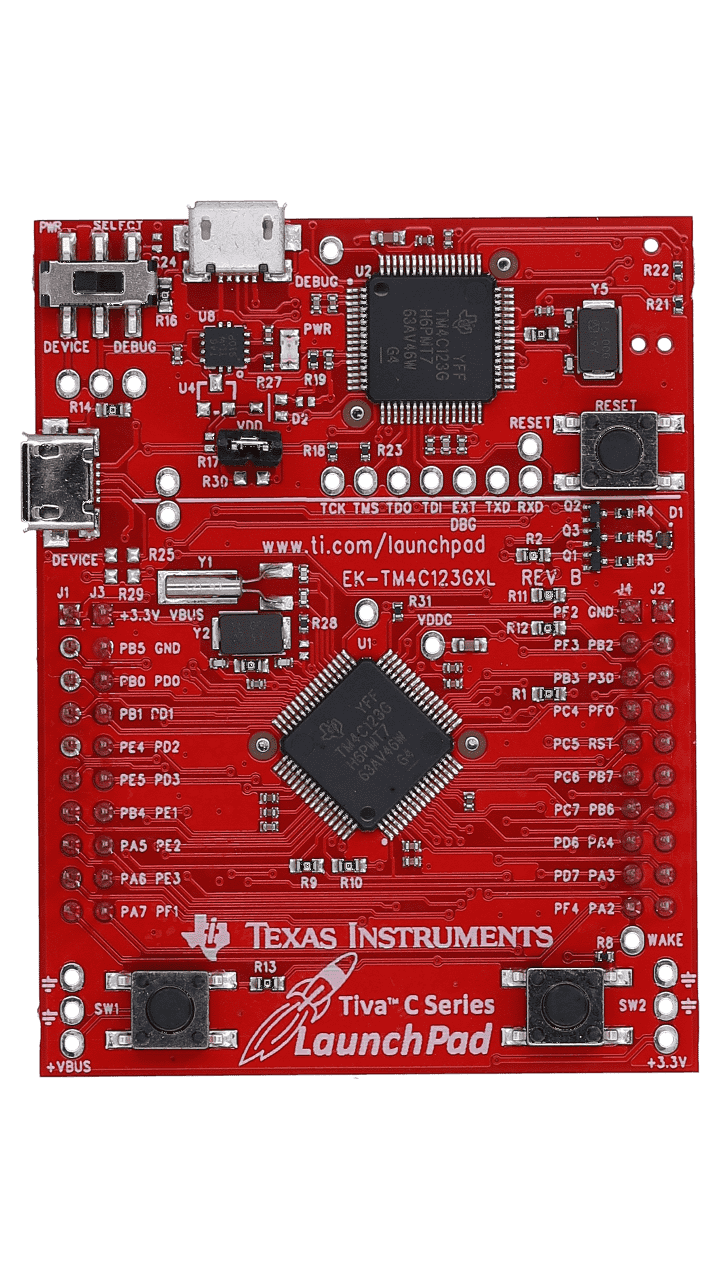 PWR SELECT
R24
R16
DEVICE DEBUG
DEBUG
U2
U8
PWR
R27
R19
U4
D2
R14
VDD
R17
R30
R18
R23
TM4C123G
H6PMT7
63AV46W
G4
YFF
R22
R21
Y5
RESET
RESET
TCK TMS TDO TDI EXT TXD RXD
DBG
Q2
Q3
Q1
R4
R5
R3
D1
R2
www.ti.com/launchpad
EK-TM4C123GXL REV B
DEVICE
R25
R29
Y1
Y2
R28
R31
VDDC
U1
R11
R12
R1
J1 J3
+3.3V VBUS
PB5 GND
PB0 PD0
PB1 PD1
PE4 PD2
PE5 PD3
PB4 PE1
PA5 PE2
PA6 PE3
PA7 PF1
J4 J2
PF2 GND
PF3 PB2
PB3 P30
PC4 PF0
PC5 RST
PC6 PB7
PC7 PB6
PD6 PA4
PD7 PA3
PF4 PA2
YFF
TM4C123G
H6PMT7
63AV46W
G4
R9 R10
TEXAS INSTRUMENTS
R8
WAKE
R13
SW1
SW2
Tiva™ C Series
LaunchPad
+VBUS
+3.3V